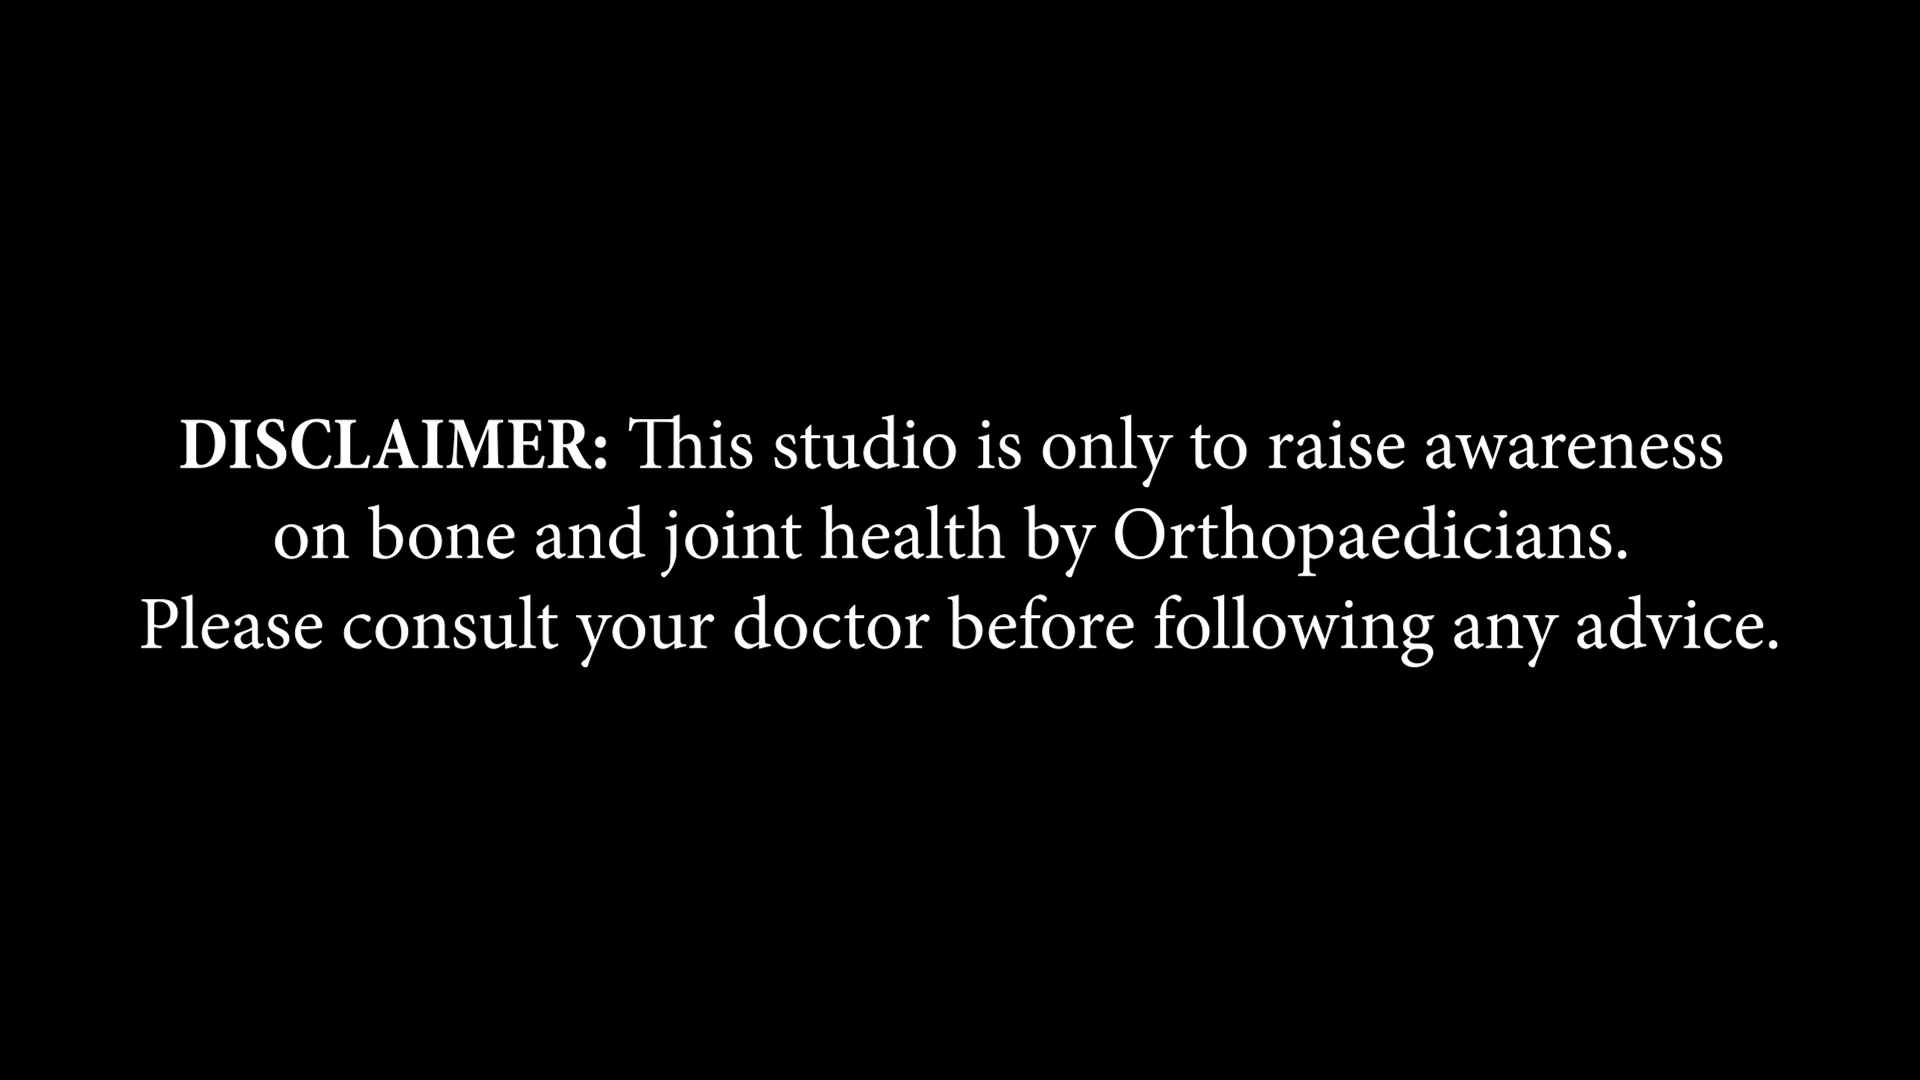 DISCLAIMER: This studio is only to raise awareness
on bone and joint health by Orthopaedicians.
Please consult your doctor before following any advice.